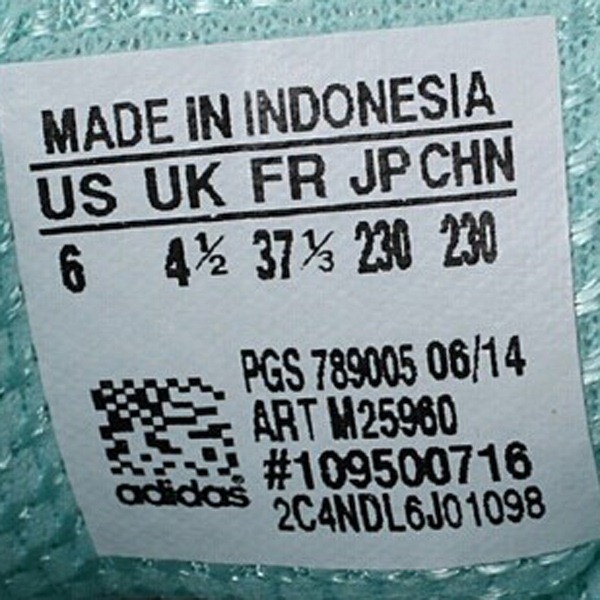 MADE IN INDONESIA
US UK FR JP CHN
6 4½ 37⅓ 230 230
PGS 789005 06/14
ART M25960
#109500716
adidas®
2C4NDL6J01098